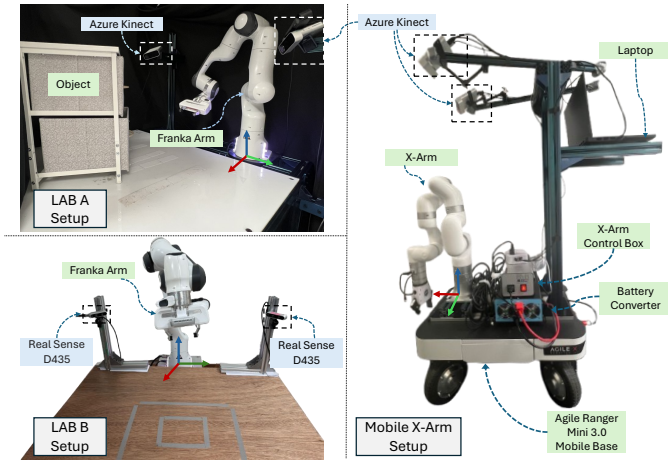 Azure Kinect
Object
Franka Arm
LAB A
Setup
Franka Arm
Real Sense
D435
Real Sense
D435
LAB B
Setup
Azure Kinect
Laptop
X-Arm
X-Arm
Control Box
Battery
Converter
AGILE
Agile Ranger
Mini 3.0
Mobile Base
Mobile X-Arm
Setup